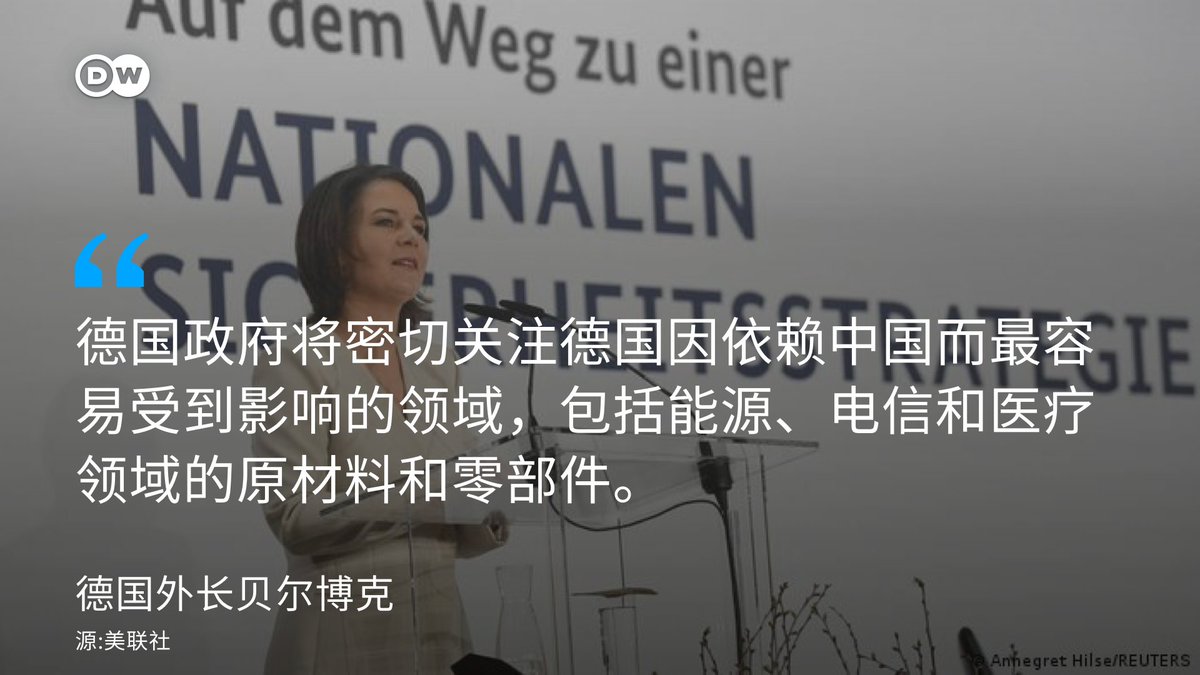 Auf dem Weg zu einer
DW
NATIONALEN
SICHERHEITSSTRATEGIE
“
德国政府将密切关注德国因依赖中国而最容
易受到影响的领域，包括能源、电信和医疗
领域的原材料和零部件。
德国外长贝尔博克
源:美联社
© Annegret Hilse/REUTERS